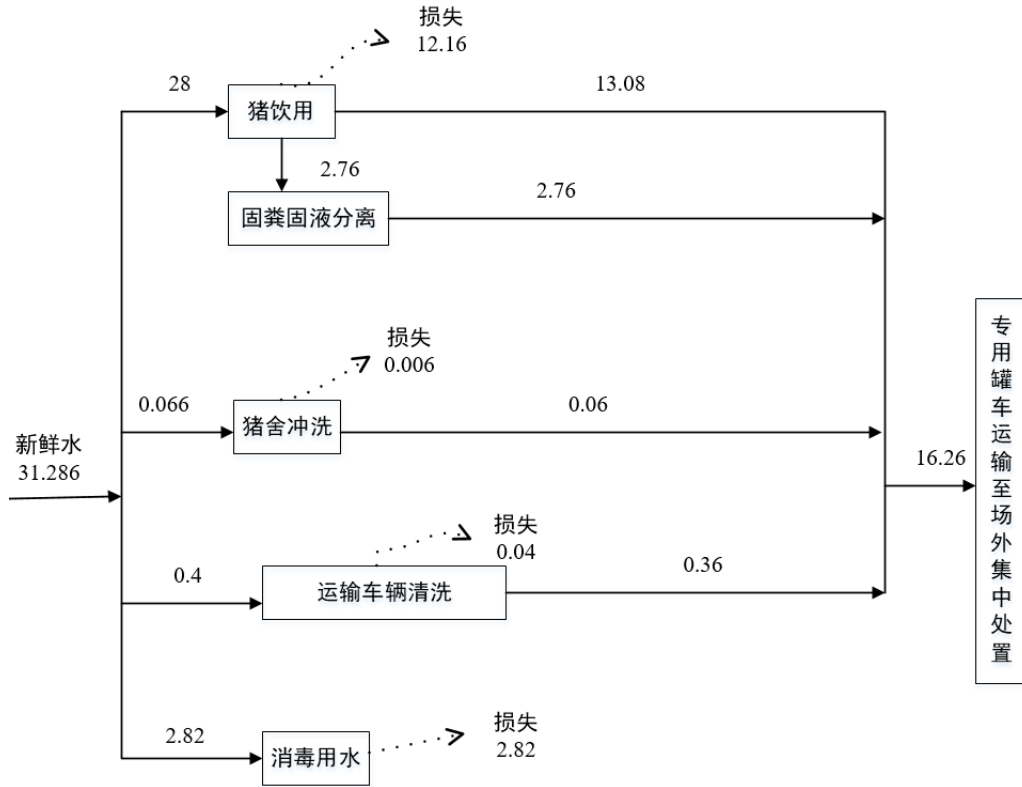 损失
12.16
28
猪饮用
13.08
2.76
固粪固液分离
2.76
损失
0.006
0.066
猪舍冲洗
0.06
新鲜水
31.286
16.26
专用罐车运输至场外集中处置
损失
0.04
0.4
运输车辆清洗
0.36
2.82
消毒用水
损失
2.82